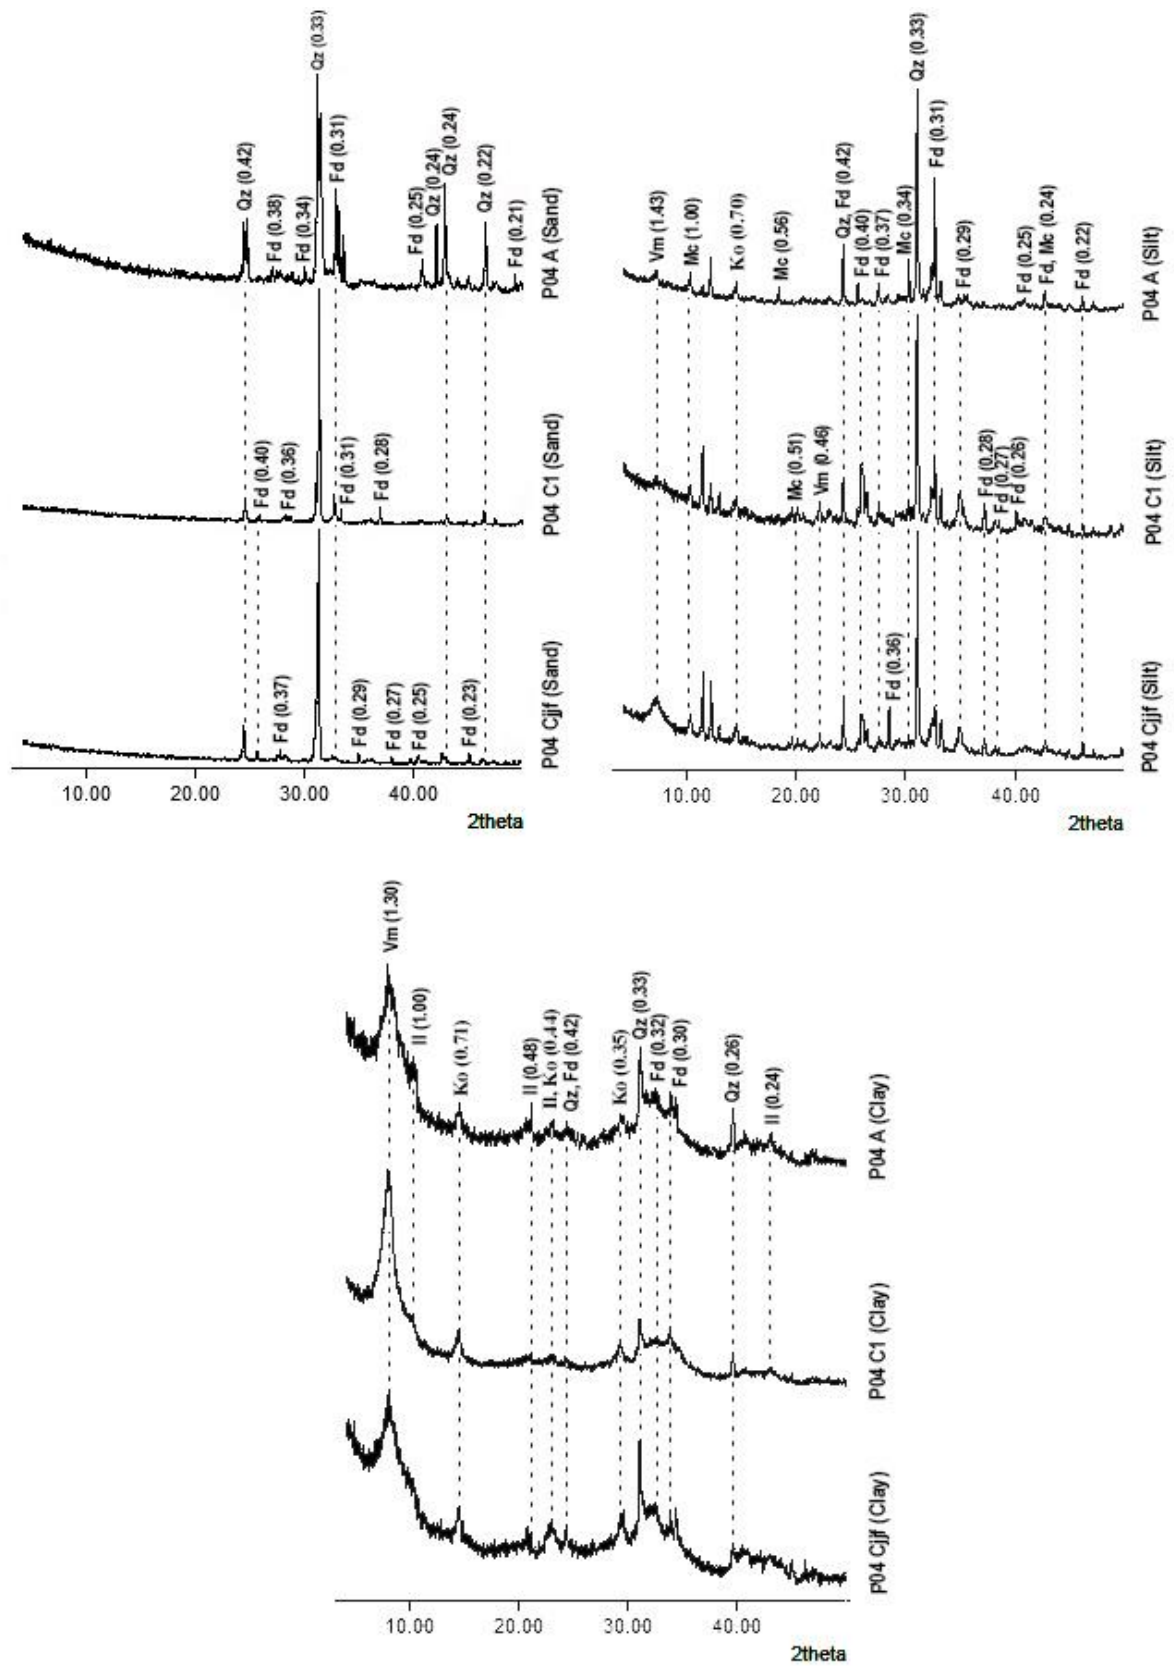 Qz (0.42)
Fd (0.38)
Fd (0.34)
Qz (0.33)
Fd (0.31)
Fd (0.25)
Qz (0.24)
Qz (0.24)
Qz (0.22)
Fd (0.21)
P04 A (Sand)
Fd (0.40)
Fd (0.36)
Fd (0.31)
Fd (0.28)
P04 C1 (Sand)
Fd (0.37)
Fd (0.29)
Fd (0.27)
Fd (0.25)
Fd (0.23)
P04 Cjjf (Sand)
10.00 20.00 30.00 40.00
2theta
Vm (1.43)
Mc (1.00)
Ko (0.70)
Mc (0.56)
Qz, Fd (0.42)
Fd (0.40)
Fd (0.37)
Mc (0.34)
Qz (0.33)
Fd (0.31)
Fd (0.29)
Fd (0.25)
Fd, Mc (0.24)
Fd (0.22)
P04 A (Silt)
Mc (0.51)
Vm (0.46)
Fd (0.28)
Fd (0.27)
Fd (0.26)
P04 C1 (Silt)
Fd (0.36)
P04 Cjjf (Silt)
10.00 20.00 30.00 40.00
2theta
Vm (1.30)
Il (1.00)
Ko (0.71)
Il (0.48)
Il, Ko (0.44)
Qz, Fd (0.42)
Ko (0.35)
Qz (0.33)
Fd (0.32)
Fd (0.30)
Qz (0.26)
Il (0.24)
P04 A (Clay)
P04 C1 (Clay)
P04 Cjjf (Clay)
10.00 20.00 30.00 40.00
2theta